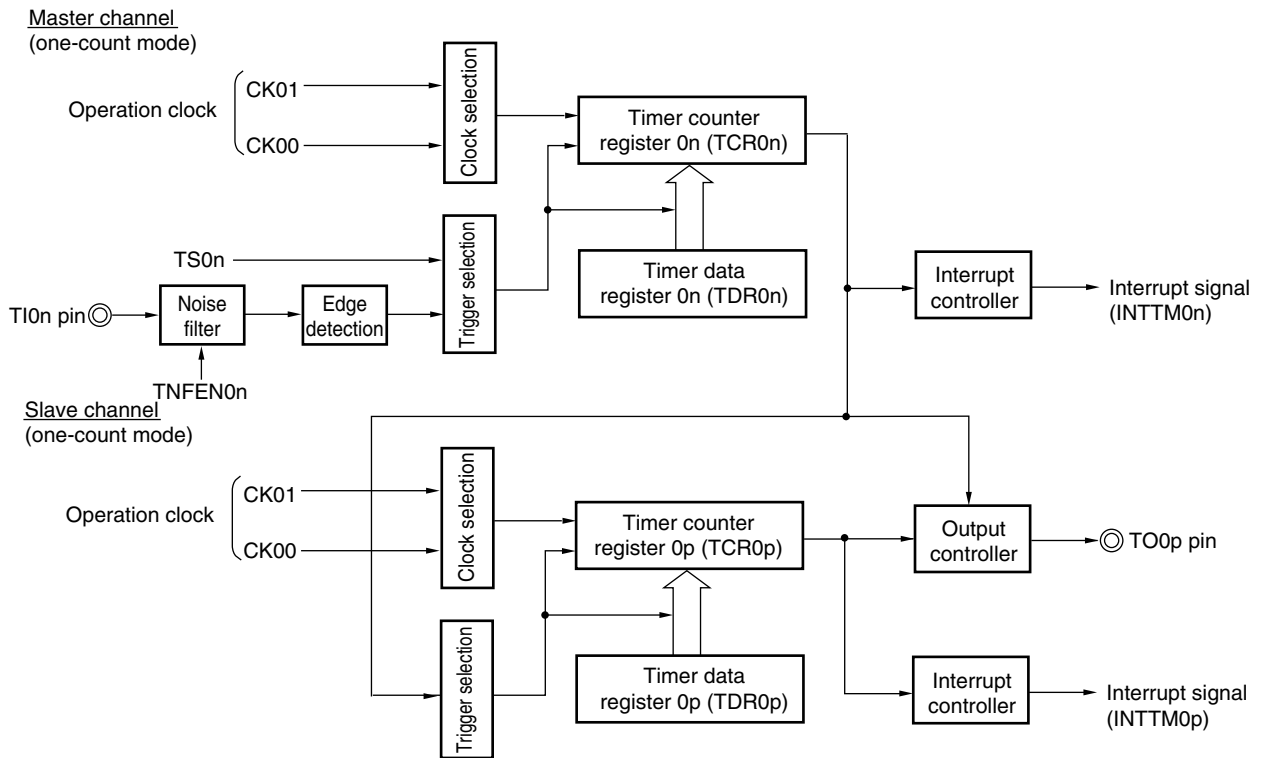 Master channel
(one-count mode)
Operation clock
CK01
CK00
Clock selection
Timer counter
register 0n (TCR0n)
TS0n
TI0n pin
Noise
filter
Edge
detection
TNFEN0n
Trigger selection
Timer data
register 0n (TDR0n)
Interrupt
controller
Interrupt signal
(INTTM0n)
Slave channel
(one-count mode)
Operation clock
CK01
CK00
Clock selection
Timer counter
register 0p (TCR0p)
Output
controller
TO0p pin
Trigger selection
Timer data
register 0p (TDR0p)
Interrupt
controller
Interrupt signal
(INTTM0p)